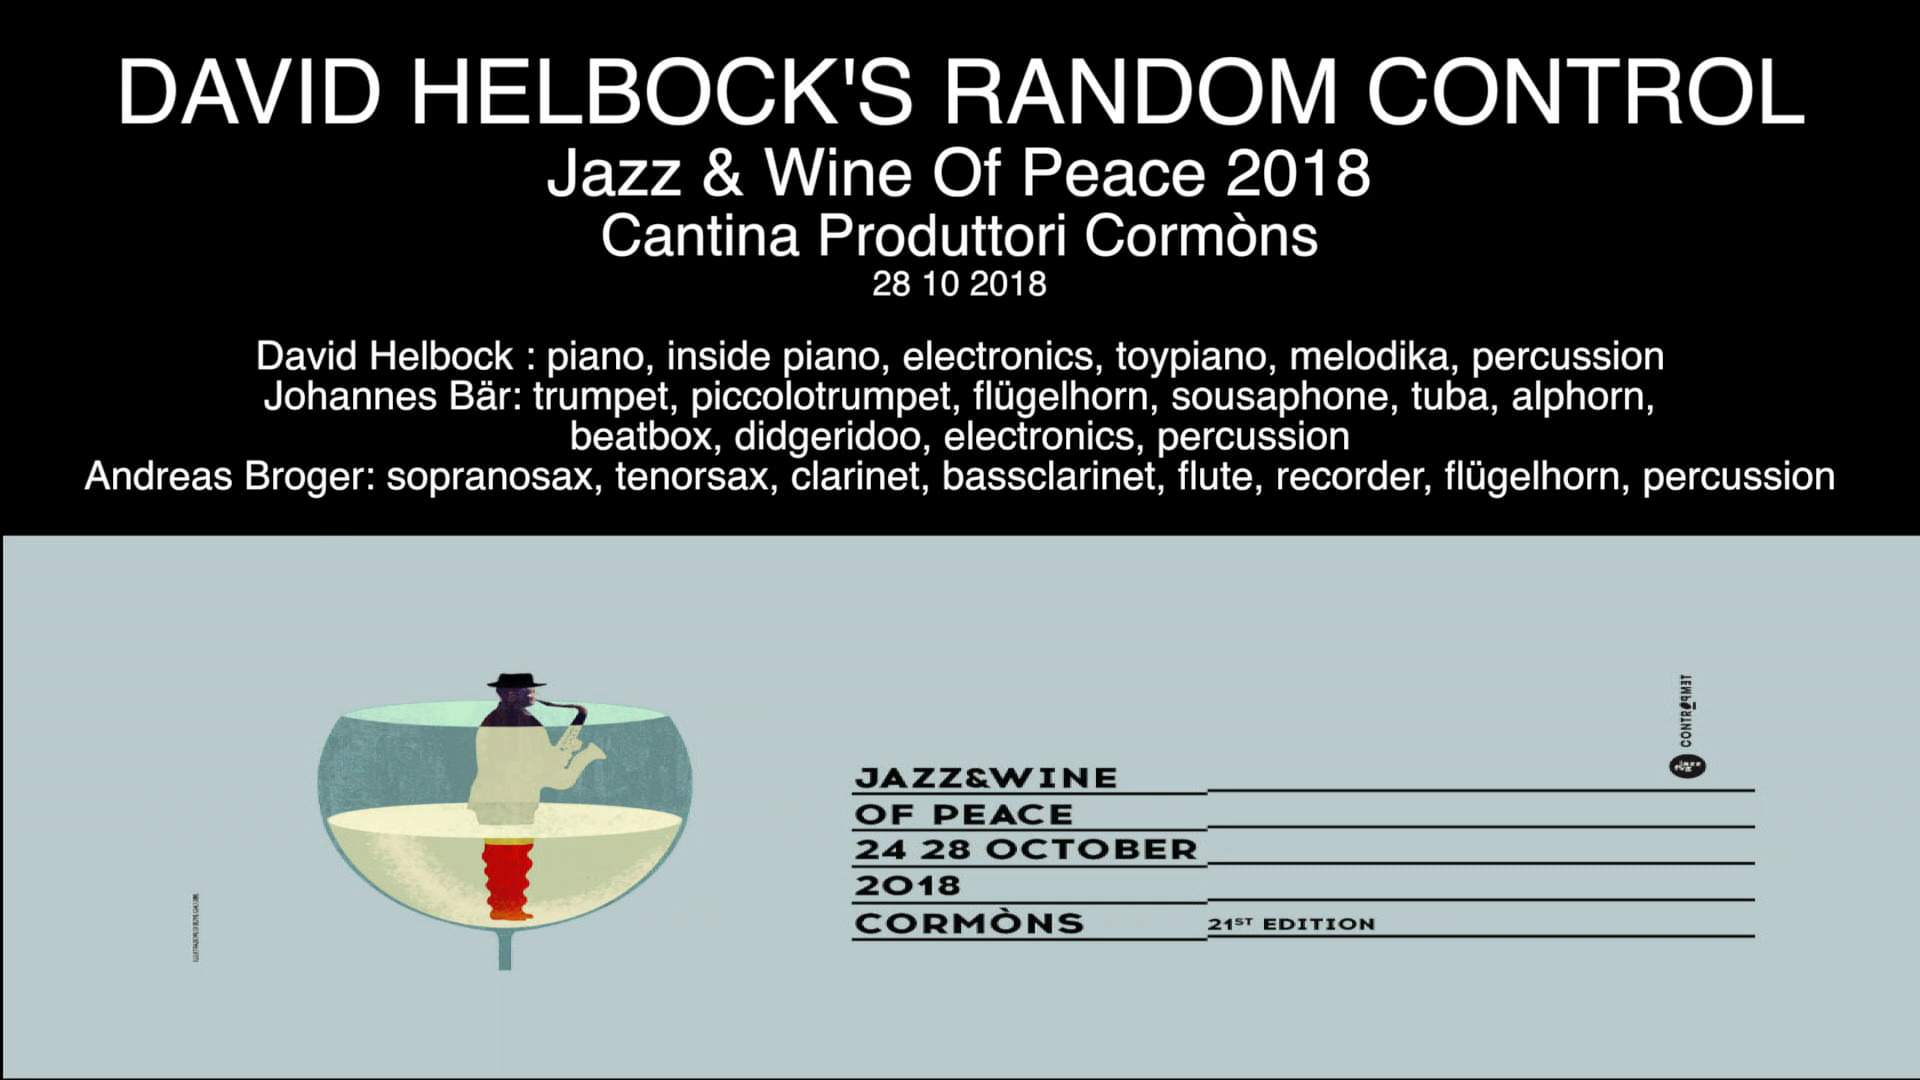 DAVID HELBOCK'S RANDOM CONTROL
Jazz & Wine Of Peace 2018
Cantina Produttori Cormòns
28 10 2018
David Helbock : piano, inside piano, electronics, toypiano, melodika, percussion
Johannes Bär: trumpet, piccolotrumpet, flügelhorn, sousaphone, tuba, alphorn,
beatbox, didgeridoo, electronics, percussion
Andreas Broger: sopranosax, tenorsax, clarinet, bassclarinet, flute, recorder, flügelhorn, percussion
JAZZ&WINE
OF PEACE
24 28 OCTOBER
2018
CORMÒNS
21ST EDITION
CONTROTEMPO
jazz